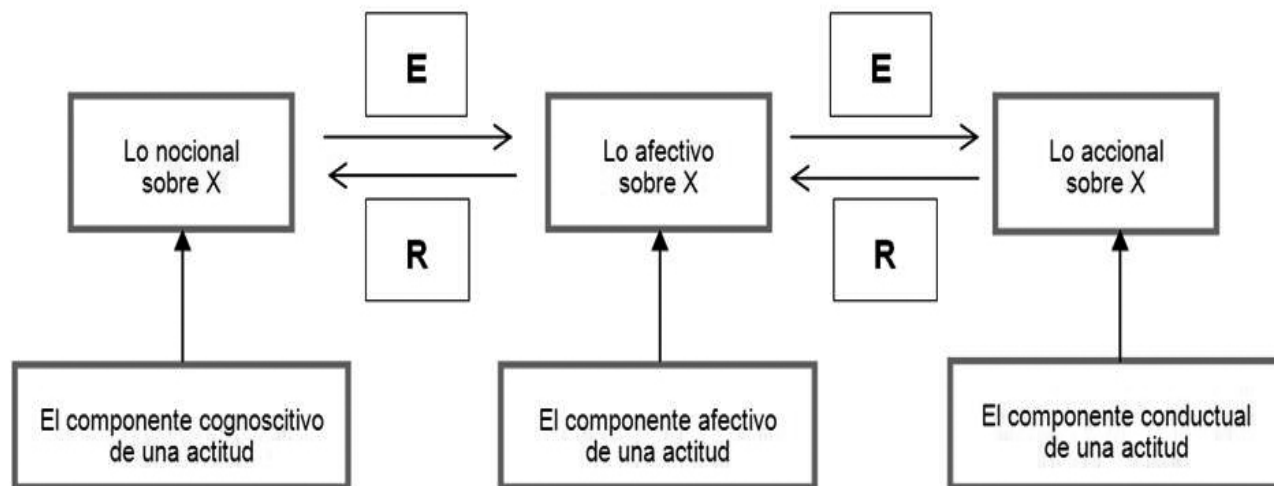 E
E
Lo nocional
sobre X
Lo afectivo
sobre X
Lo accional
sobre X
R
R
El componente cognoscitivo
de una actitud
El componente afectivo
de una actitud
El componente conductual
de una actitud